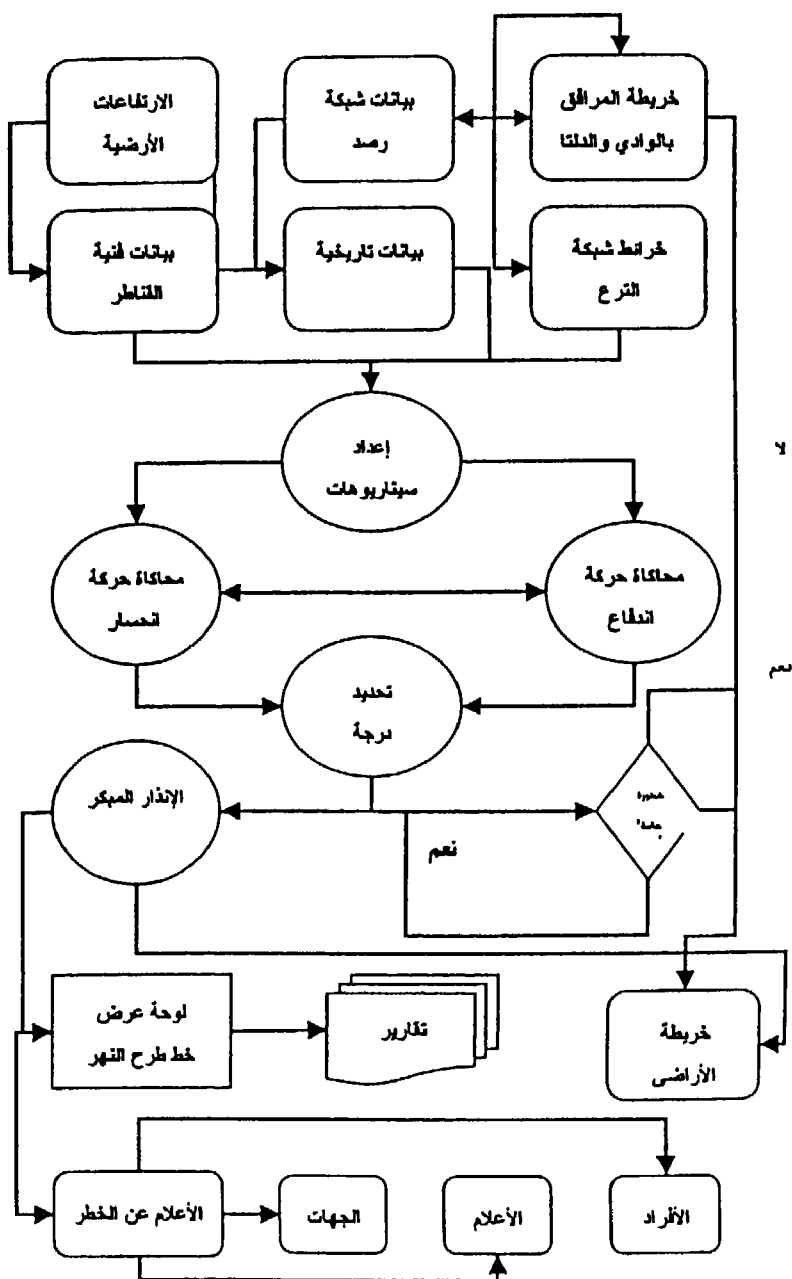 خريطة المرافق
بالوادي والدلتا
بيانات شبكة
رصد
الارتفاعات
الأرضية
خرائط شبكة
الترع
بيانات تاريخية
بيانات فنية
القناطر
إعداد
سيناريوهات
لا
محاكاة حركة
اندفاع
محاكاة حركة
انحسار
نعم
تحديد
درجة
الإنذار المبكر
نعم
خريطة
الأراضى
تقارير
لوحة عرض
خط طرح النهر
الأفراد
الأعلام
الجهات
الأعلام عن الخطر